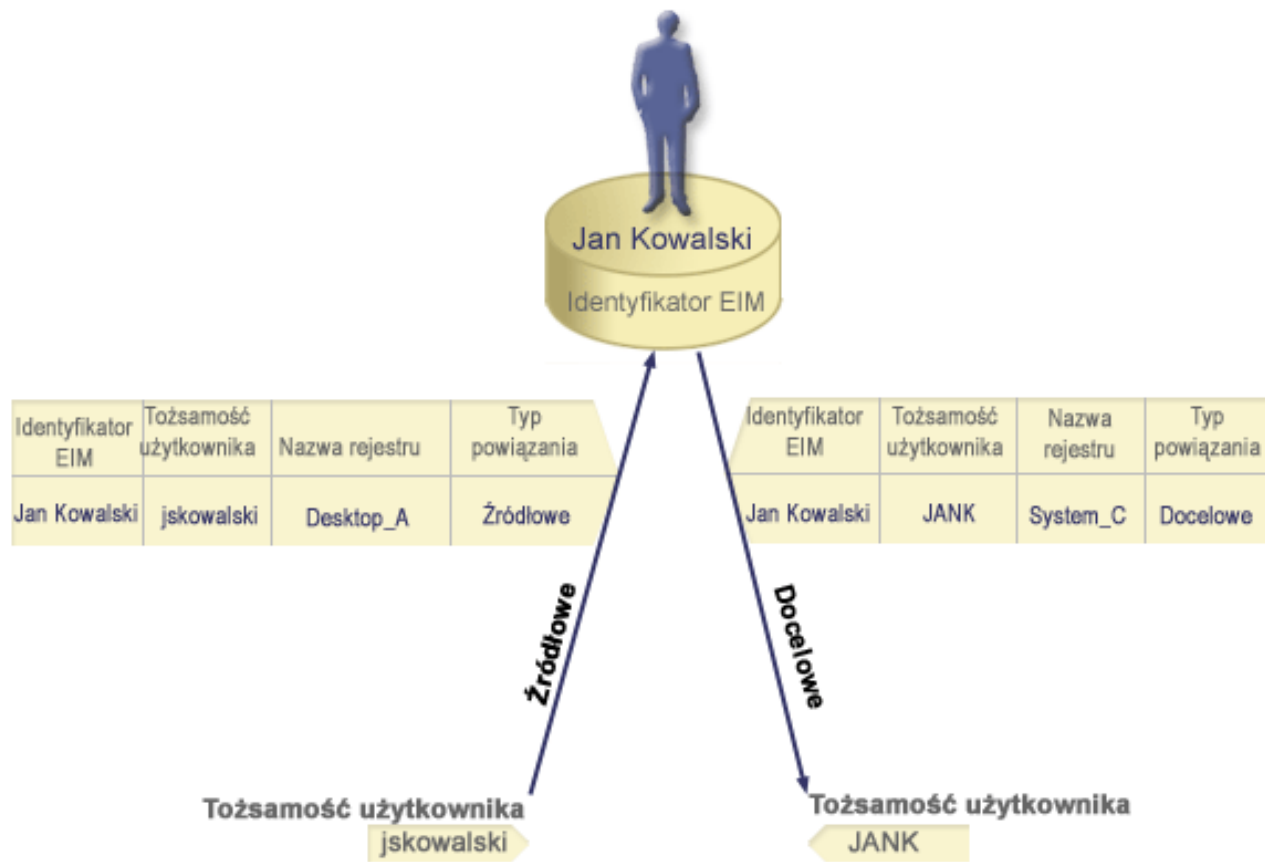 Jan Kowalski
Identyfikator EIM
Identyfikator EIM
Tożsamość użytkownika
Nazwa rejestru
Typ powiązania
Jan Kowalski
jskowalski
Desktop_A
Źródłowe
Identyfikator EIM
Tożsamość użytkownika
Nazwa rejestru
Typ powiązania
Jan Kowalski
JANK
System_C
Docelowe
Źródłowe
Docelowe
Tożsamość użytkownika
jskowalski
Tożsamość użytkownika
JANK